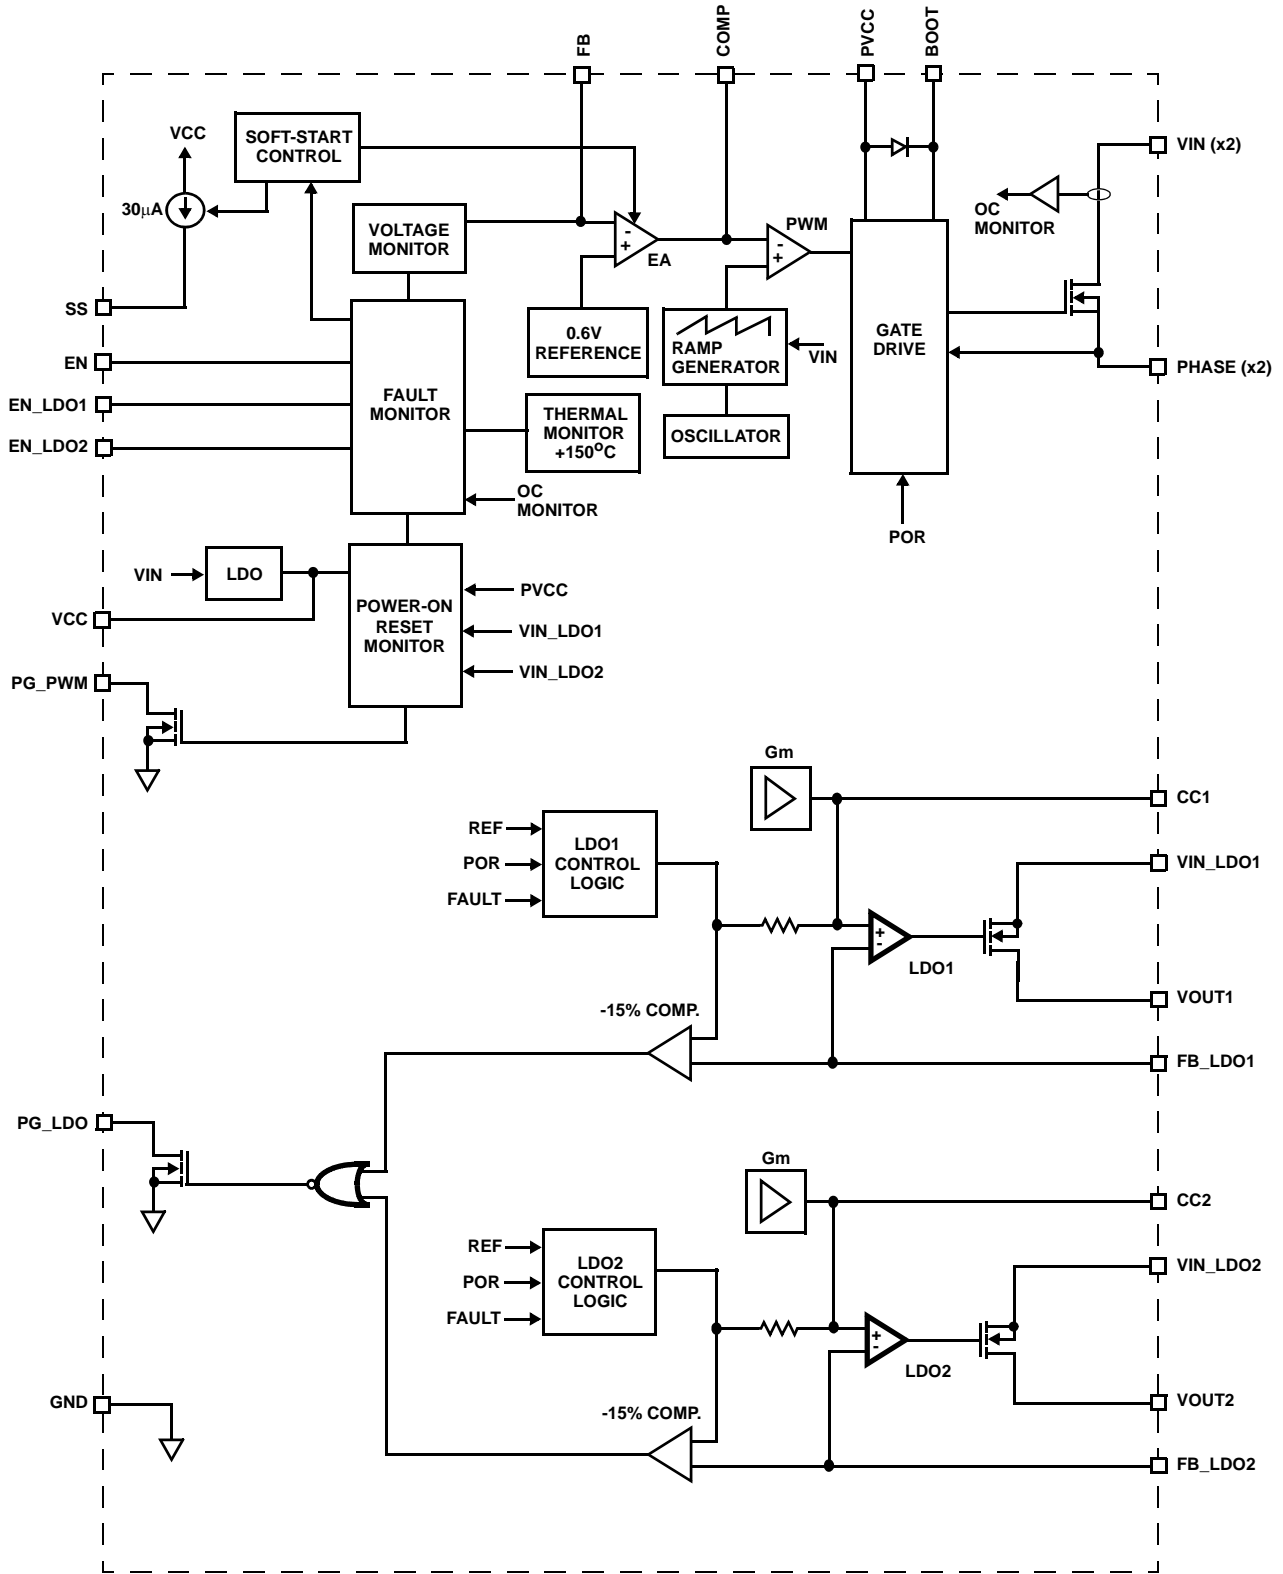 FB
COMP
PVCC
BOOT
VCC
SOFT-START
CONTROL
VIN (x2)
30μA
OC
MONITOR
VOLTAGE
MONITOR
-
+
EA
PWM
-
+
SS
0.6V
REFERENCE
RAMP
GENERATOR
VIN
GATE
DRIVE
EN
PHASE (x2)
EN_LDO1
FAULT
MONITOR
THERMAL
MONITOR
+150°C
OSCILLATOR
EN_LDO2
OC
MONITOR
POR
VIN
LDO
PVCC
VCC
POWER-ON
RESET
MONITOR
VIN_LDO1
VIN_LDO2
PG_PWM
Gm
CC1
REF
POR
FAULT
LDO1
CONTROL
LOGIC
VIN_LDO1
+
-
LDO1
VOUT1
-15% COMP.
FB_LDO1
PG_LDO
Gm
CC2
REF
POR
FAULT
LDO2
CONTROL
LOGIC
VIN_LDO2
+
-
LDO2
GND
VOUT2
-15% COMP.
FB_LDO2